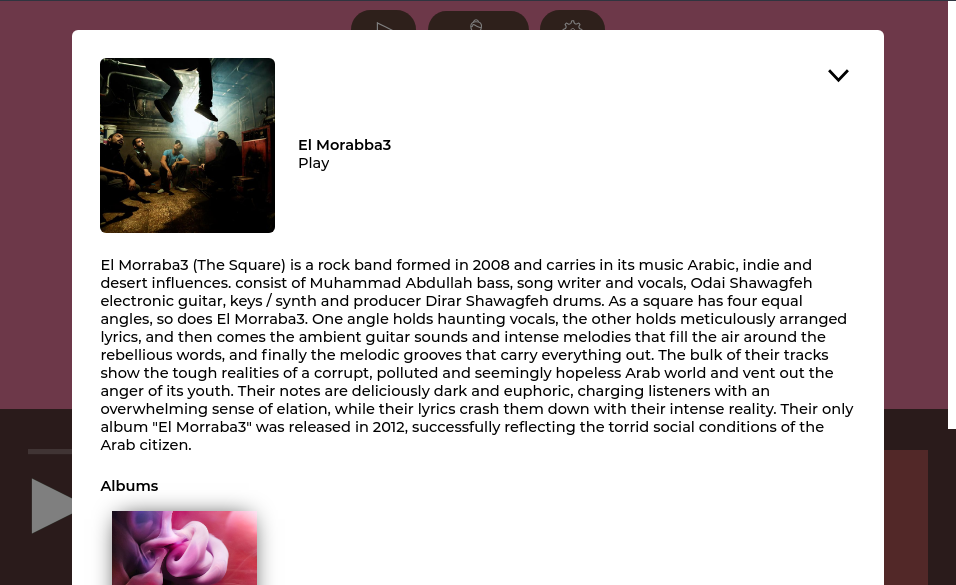 El Morabba3
Play
El Morraba3 (The Square) is a rock band formed in 2008 and carries in its music Arabic, indie and
desert influences. consist of Muhammad Abdullah bass, song writer and vocals, Odai Shawagfeh
electronic guitar, keys / synth and producer Dirar Shawagfeh drums. As a square has four equal
angles, so does El Morraba3. One angle holds haunting vocals, the other holds meticulously arranged
lyrics, and then comes the ambient guitar sounds and intense melodies that fill the air around the
rebellious words, and finally the melodic grooves that carry everything out. The bulk of their tracks
show the tough realities of a corrupt, polluted and seemingly hopeless Arab world and vent out the
anger of its youth. Their notes are deliciously dark and euphoric, charging listeners with an
overwhelming sense of elation, while their lyrics crash them down with their intense reality. Their only
album "El Morraba3" was released in 2012, successfully reflecting the torrid social conditions of the
Arab citizen.
Albums